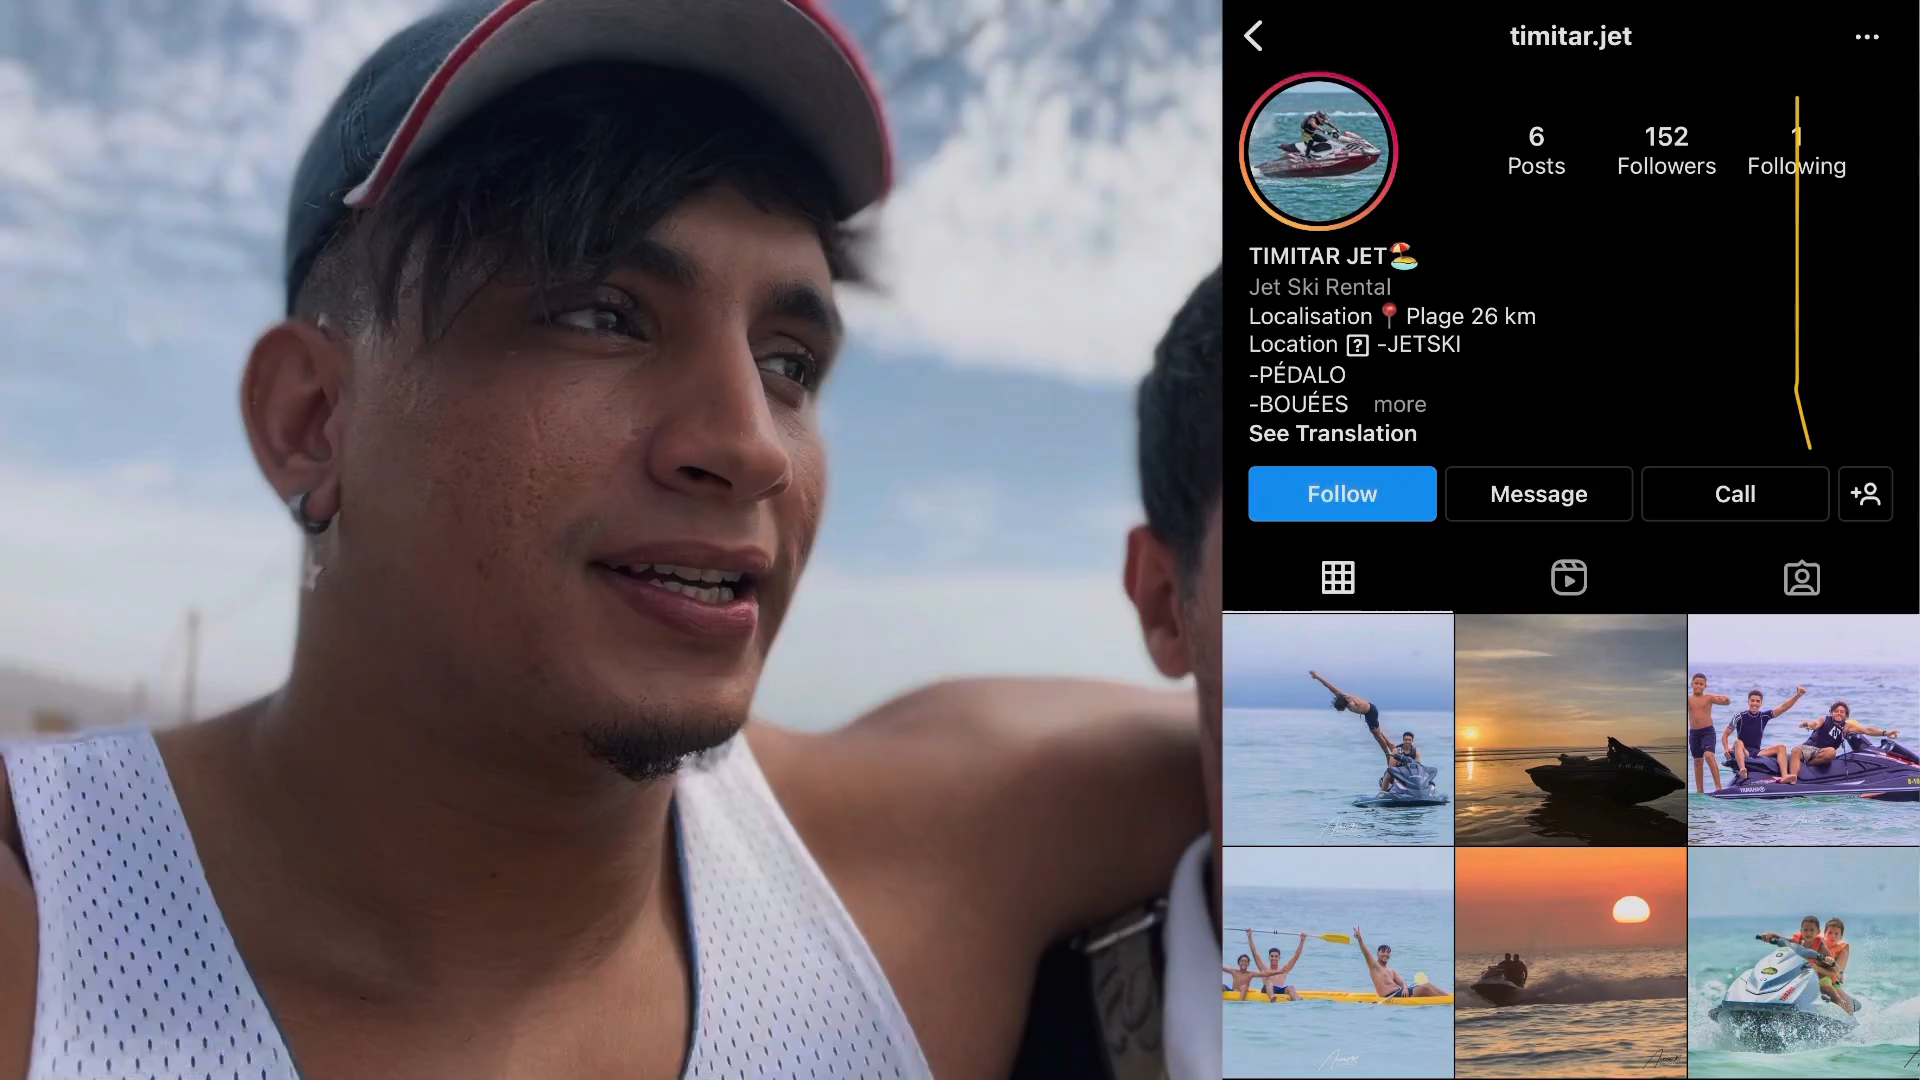 timitar.jet
6
152
1
Posts
Followers
Following
TIMITAR JET🏖️
Jet Ski Rental
Localisation 📍 Plage 26 km
Location ⍰ -JETSKI
-PÉDALO
-BOUÉES more
See Translation
Follow
Message
Call
YAMAHA